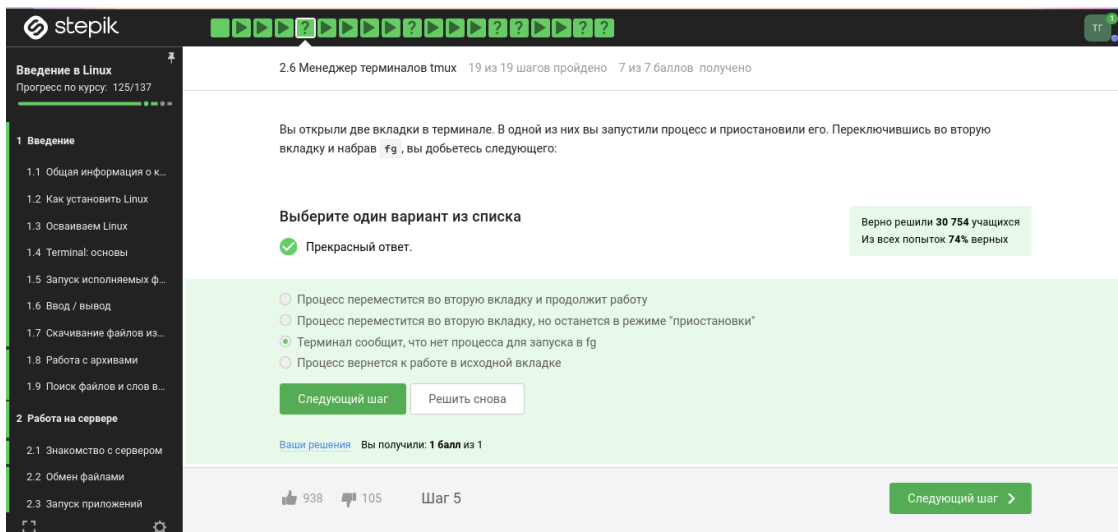 stepik
? ? ? ? ? ?
ТГ
1
Введение в Linux
Прогресс по курсу: 125/137
2.6 Менеджер терминалов tmux 19 из 19 шагов пройдено 7 из 7 баллов получено
1 Введение
1.1 Общая информация о к...
1.2 Как установить Linux
1.3 Осваиваем Linux
1.4 Terminal: основы
1.5 Запуск исполняемых ф...
1.6 Ввод / вывод
1.7 Скачивание файлов из...
1.8 Работа с архивами
1.9 Поиск файлов и слов в...
2 Работа на сервере
2.1 Знакомство с сервером
2.2 Обмен файлами
2.3 Запуск приложений
Вы открыли две вкладки в терминале. В одной из них вы запустили процесс и приостановили его. Переключившись во вторую
вкладку и набрав fg , вы добьетесь следующего:
Выберите один вариант из списка
Прекрасный ответ.
Верно решили 30 754 учащихся
Из всех попыток 74% верных
Процесс переместится во вторую вкладку и продолжит работу
Процесс переместится во вторую вкладку, но останется в режиме "приостановки"
Терминал сообщит, что нет процесса для запуска в fg
Процесс вернется к работе в исходной вкладке
Следующий шаг
Решить снова
Ваши решения Вы получили: 1 балл из 1
938 105 Шаг 5
Следующий шаг